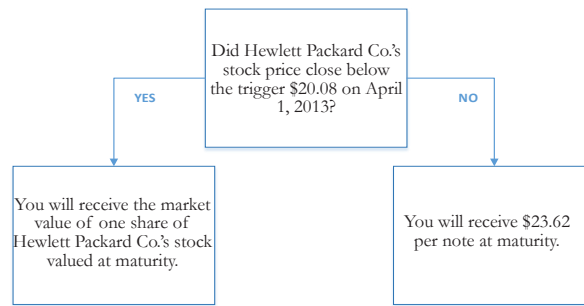 Did Hewlett Packard Co.'s
stock price close below
the trigger $20.08 on April
1, 2013?
YES
NO
You will receive the market
value of one share of
Hewlett Packard Co.'s stock
valued at maturity.
You will receive $23.62
per note at maturity.